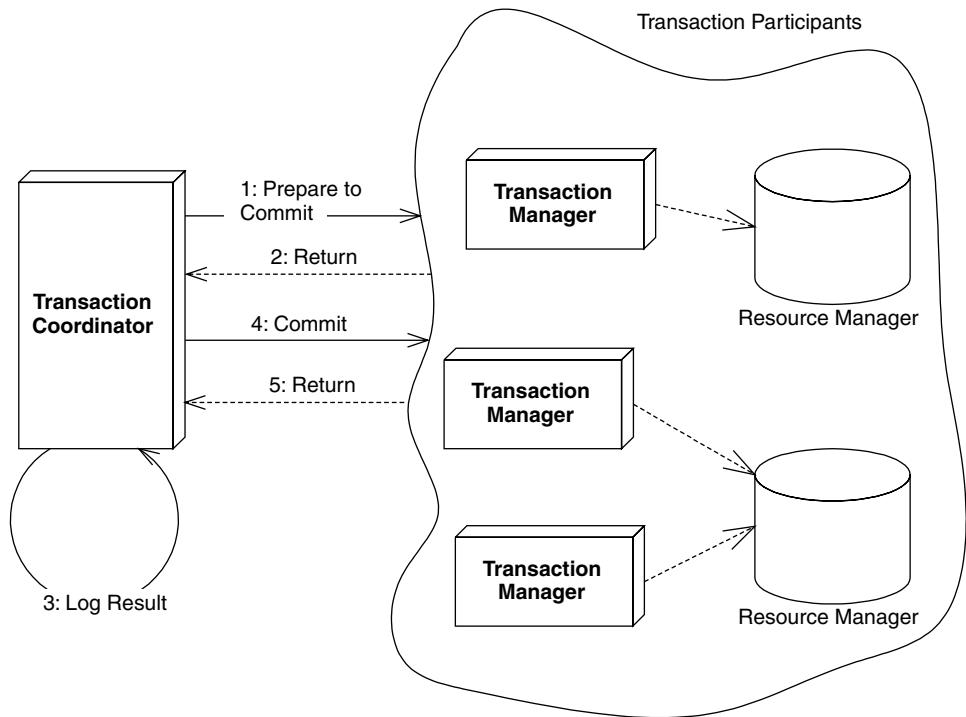 Transaction Participants
1: Prepare to
Commit
2: Return
4: Commit
5: Return
Transaction
Coordinator
3: Log Result
Transaction
Manager
Resource Manager
Transaction
Manager
Transaction
Manager
Resource Manager